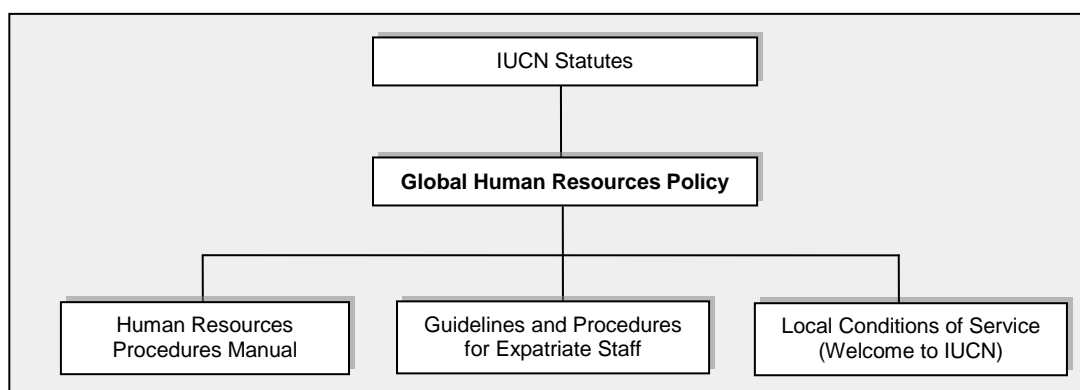 IUCN Statutes
Global Human Resources Policy
Human Resources
Procedures Manual
Guidelines and Procedures
for Expatriate Staff
Local Conditions of Service
(Welcome to IUCN)